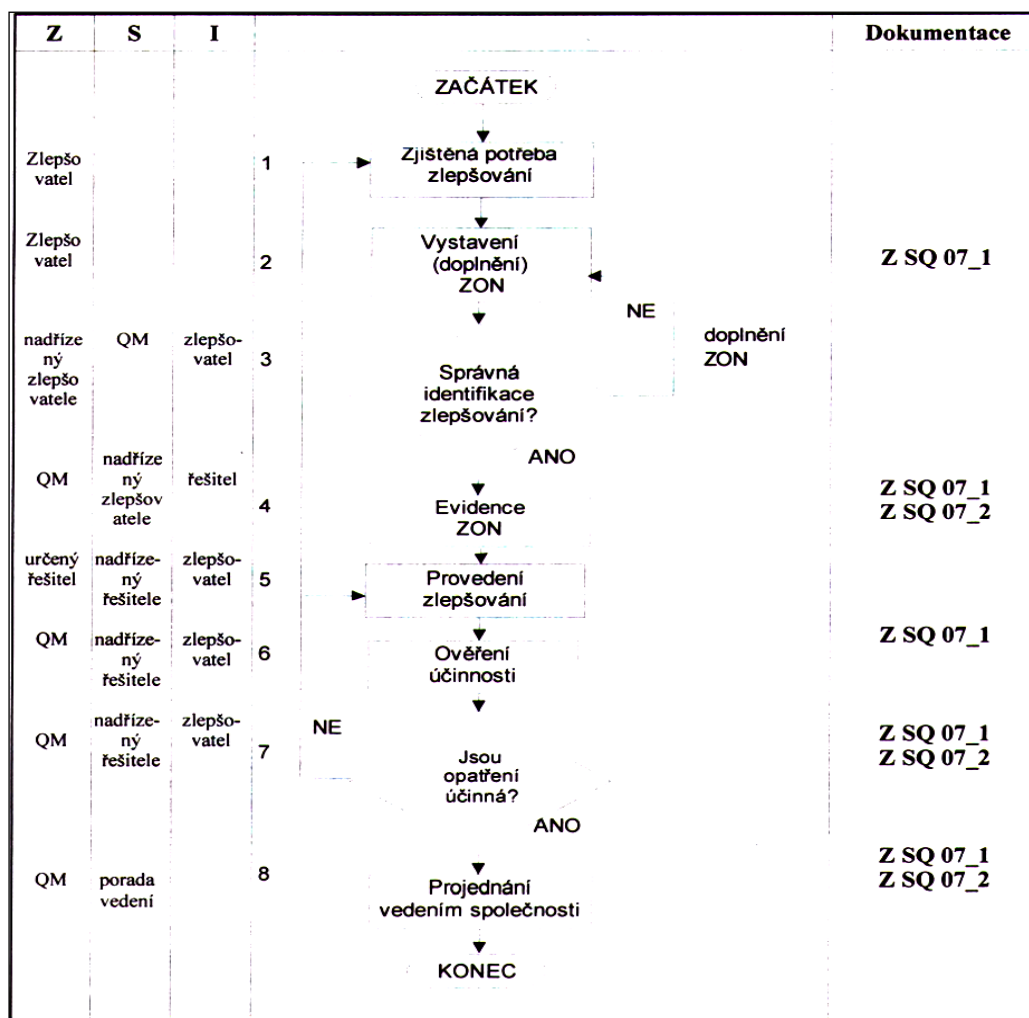 Z S I Dokumentace
ZAČÁTEK
Zlepšo
vatel
1
Zjištěná potřeba
zlepšování
Zlepšo
vatel
2
Vystavení
(doplnění)
ZON
Z SQ 07_1
NE
doplnění
ZON
nadříze
ný
zlepšo
vatele
QM
zlepšo-
vatel
3
Správná
identifikace
zlepšování?
ANO
QM
nadříze
ný
zlepšov
atele
řešitel
4
Evidence
ZON
Z SQ 07_1
Z SQ 07_2
určený
řešitel
nadříze-
ný
řešitele
zlepšo-
vatel
5
Provedení
zlepšování
QM
nadříze-
ný
řešitele
zlepšo-
vatel
6
Ověření
účinnosti
Z SQ 07_1
QM
nadříze-
ný
řešitele
zlepšo-
vatel
7
NE
Jsou
opatření
účinná?
Z SQ 07_1
Z SQ 07_2
ANO
QM
porada
vedení
8
Projednání
vedením společnosti
Z SQ 07_1
Z SQ 07_2
KONEC